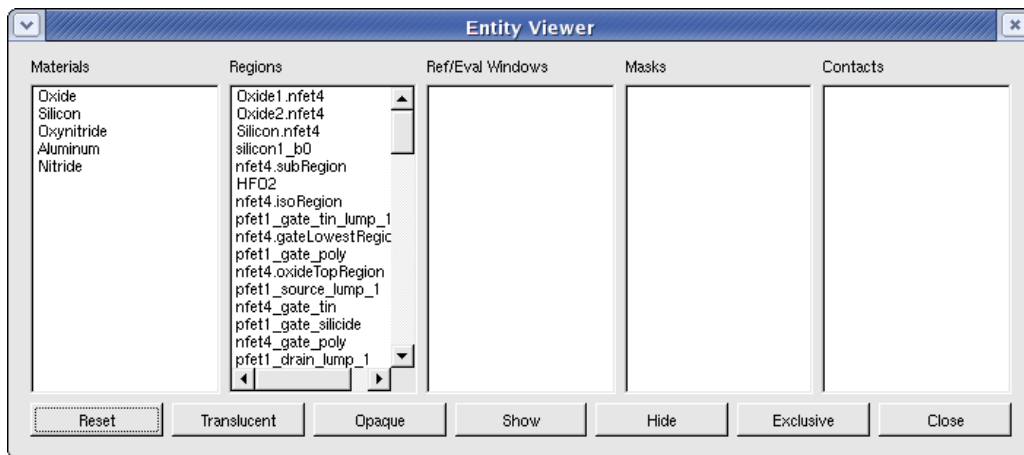 Entity Viewer
Materials
Regions
Ref/Eval Windows
Masks
Contacts
Oxide
Silicon
Oxynitride
Aluminum
Nitride
Oxide1.nfet4
Oxide2.nfet4
Silicon.nfet4
silicon1_b0
nfet4.subRegion
HFO2
nfet4.isoRegion
pfet1_gate_tin_lump_1
nfet4.gateLowestRegic
pfet1_gate_poly
nfet4.oxideTopRegion
pfet1_source_lump_1
nfet4_gate_tin
pfet1_gate_silicide
nfet4_gate_poly
pfet1_drain_lump_1
Reset
Translucent
Opaque
Show
Hide
Exclusive
Close